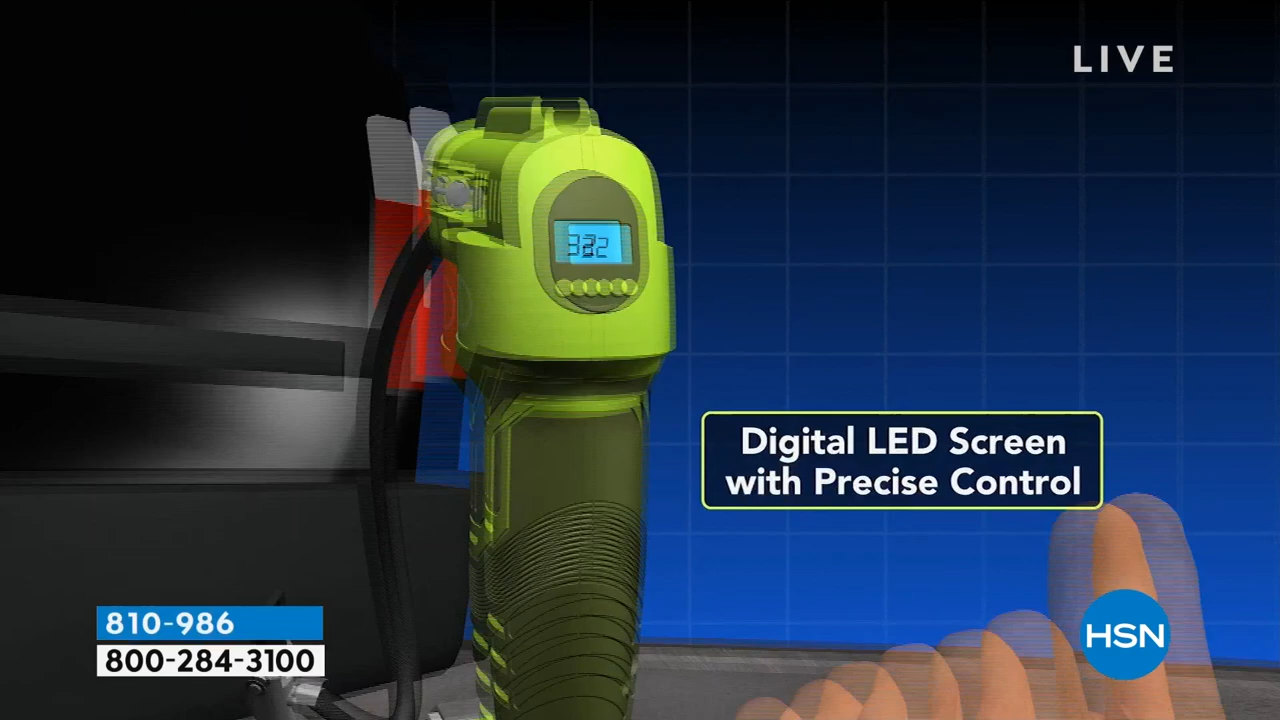 LIVE
Digital LED Screen
with Precise Control
810-986
800-284-3100
HSN